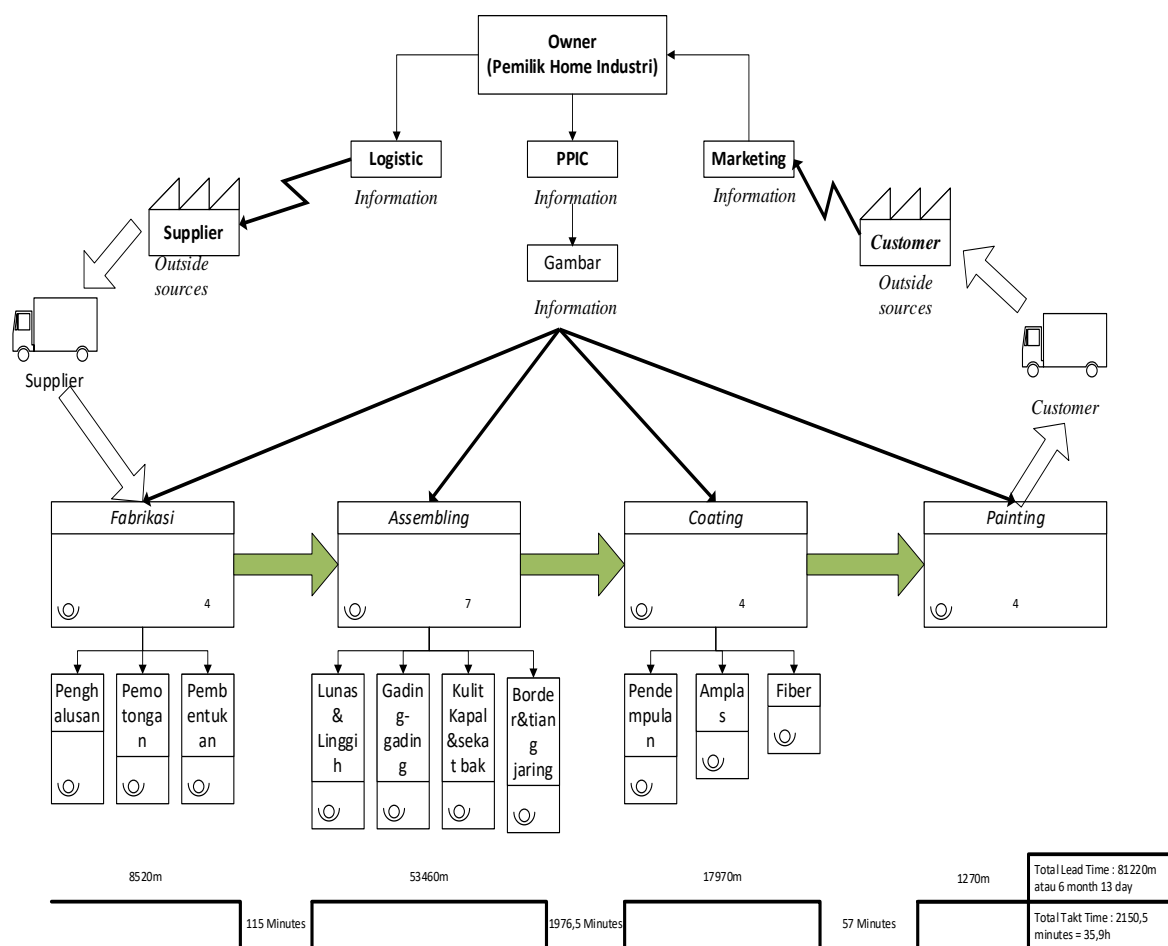 Owner
(Pemilik Home Industri)
Logistic
PPIC
Marketing
Information
Information
Information
Supplier
Customer
Outside
sources
Outside
sources
Gambar
Information
Supplier
Customer
Fabrikasi
Assembling
Coating
Painting
4
7
4
4
Pengh
alusan
Pemo
tonga
n
Pemb
entuk
an
Lunas
&
Linggi
h
Gadin
g-
gadin
g
Kulit
Kapal
&seka
t bak
Borde
r&tian
g
jaring
Pende
mpula
n
Ampla
s
Fiber
8520m
53460m
17970m
1270m
Total Lead Time : 81220m
atau 6 month 13 day
115 Minutes
1976,5 Minutes
57 Minutes
Total Takt Time : 2150,5
minutes = 35,9h